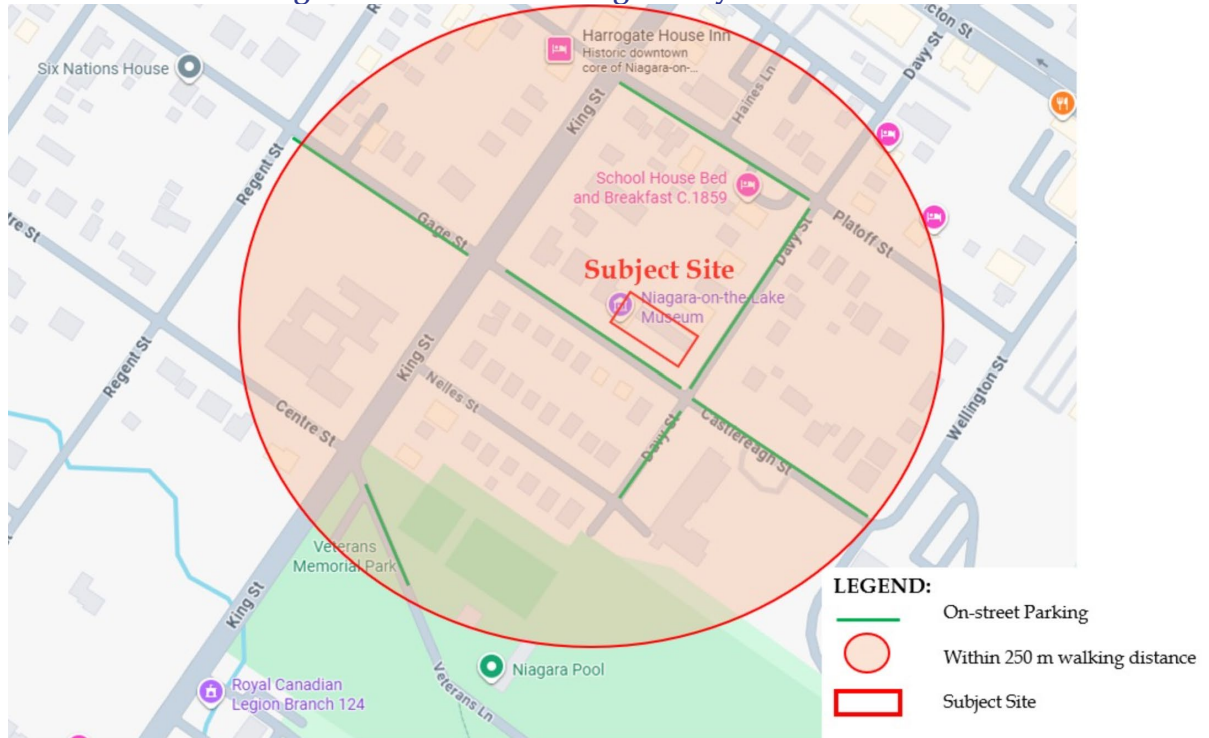 Six Nations House
Harrogate House Inn
Historic downtown
core of Niagara-on-...
King St
Haines Ln
Davy St
Regent St
School House Bed
and Breakfast C.1859
Gage St
Platoff St
Davy St
Subject Site
Niagara-on-the-Lake
Museum
King St
Regent St
Nelles St
Wellington St
Centre St
Davy St
Castlereagh St
Veterans
Memorial Park
King St
Niagara Pool
Royal Canadian
Legion Branch 124
Veterans Ln
LEGEND:
On-street Parking
Within 250 m walking distance
Subject Site